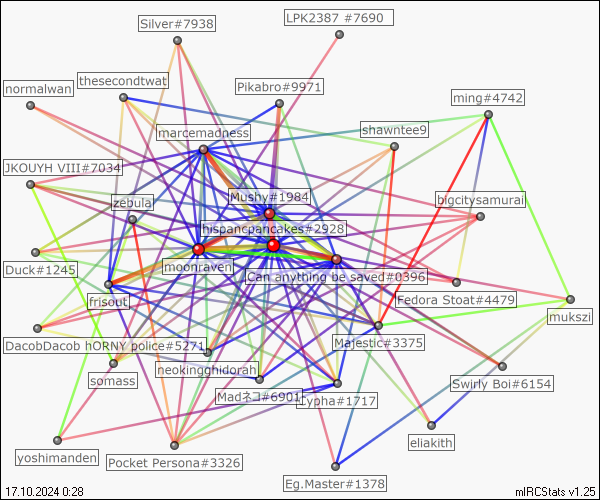 Silver#7938
LPK2387 #7690
normalwan
thesecondtwat
Pikabro#9971
ming#4742
marcemadness
shawntee9
JKOUYH VIII#7034
zebula
Mushy#1984
bigcitysamurai
hispancpancakes#2928
moonraven
Duck#1245
Can anything be saved#0396
frisout
Fedora Stoat#4479
mukszi
DacobDacob hORNY police#5271
Majestic#3375
neokingghidorah
somass
Swirly Boi#6154
Madネコ#6901
Zypha#1717
eliakith
yoshimanden
Pocket Persona#3326
Eg.Master#1378
17.10.2024 0:28
mIRCStats v1.25